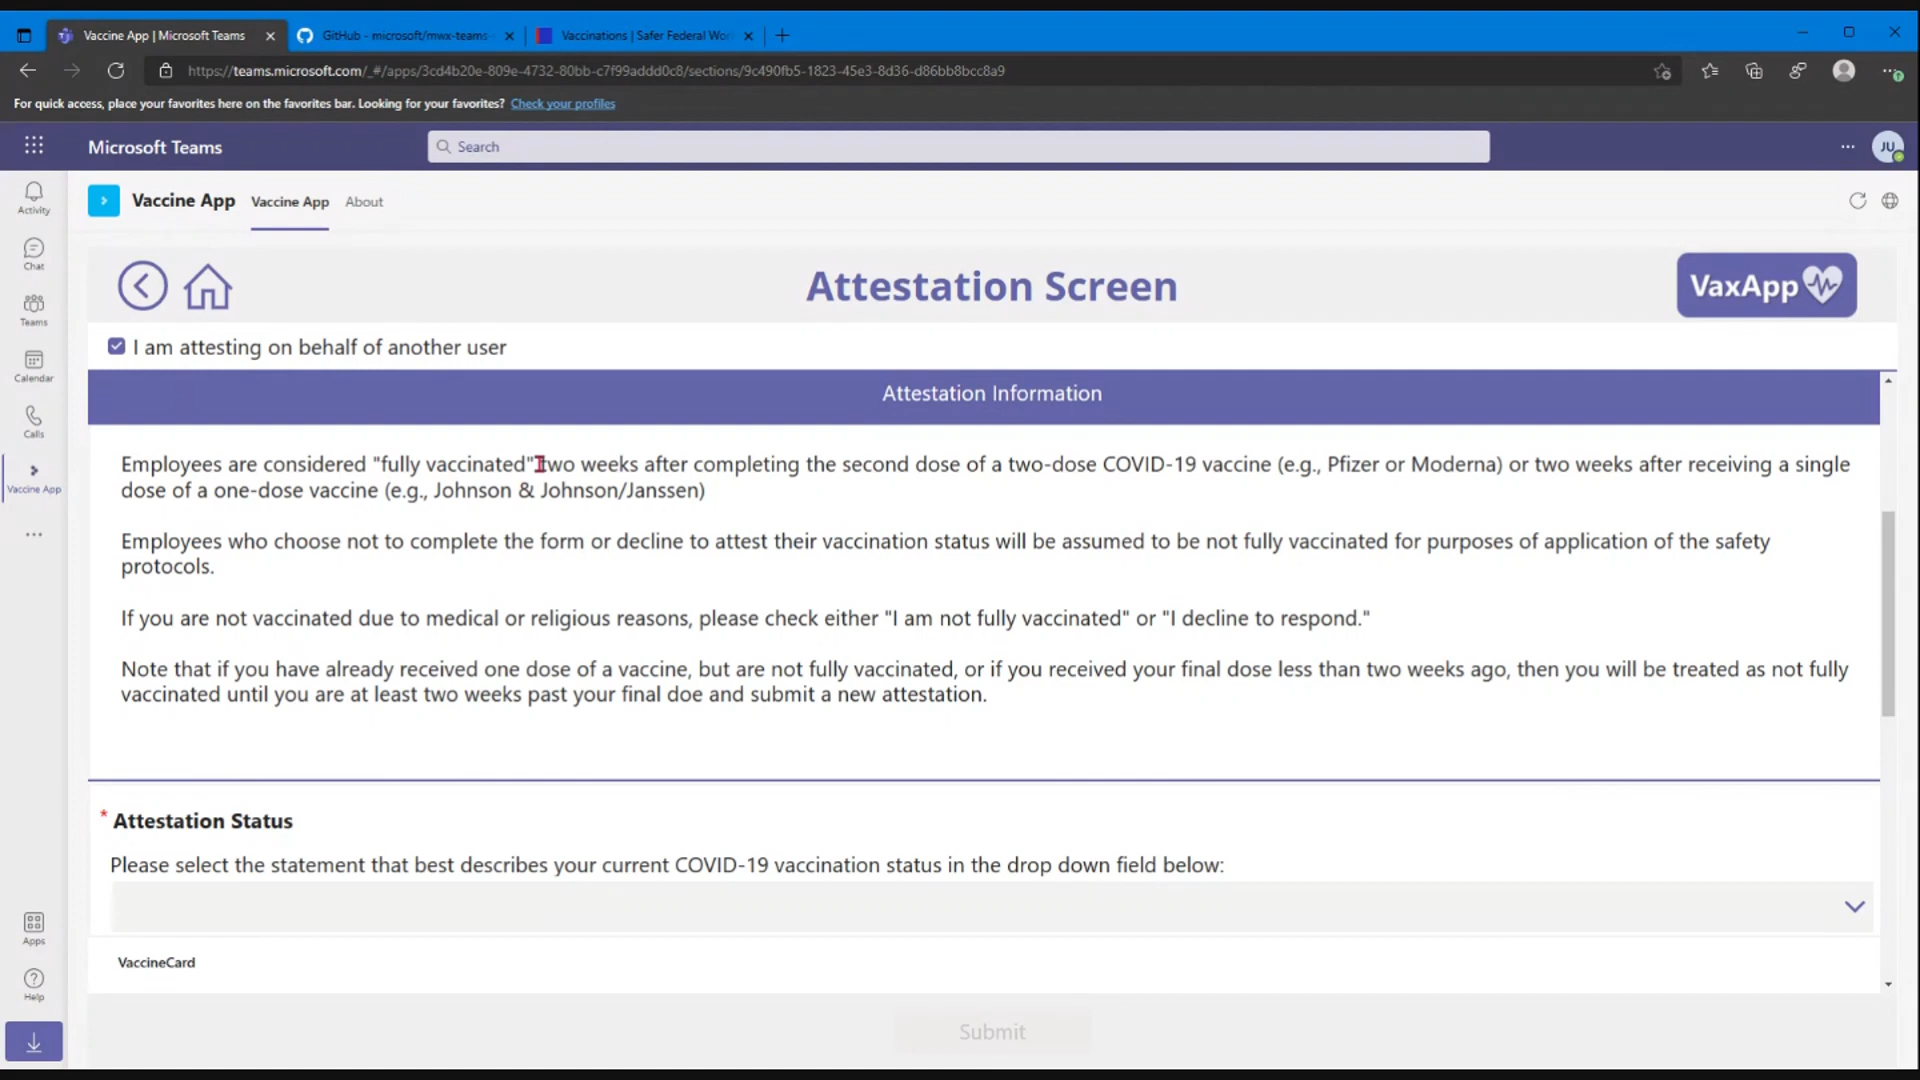 Vaccine App | Microsoft Teams
GitHub - microsoft/mwx-teams-
Vaccinations | Safer Federal Wor
https://teams.microsoft.com/_#/apps/3cd4b20e-809e-4732-80bb-c7f99addd0c8/sections/9c490fb5-1823-45e3-8d36-d86bb8bcc8a9
For quick access, place your favorites here on the favorites bar. Looking for your favorites? Check your profiles
Microsoft Teams
Search
JU
Activity
Chat
Teams
Calendar
Calls
Vaccine App
Apps
Help
Vaccine App
Vaccine App
About
Attestation Screen
VaxApp
I am attesting on behalf of another user
Attestation Information
Employees are considered "fully vaccinated" two weeks after completing the second dose of a two-dose COVID-19 vaccine (e.g., Pfizer or Moderna) or two weeks after receiving a single
dose of a one-dose vaccine (e.g., Johnson & Johnson/Janssen)
Employees who choose not to complete the form or decline to attest their vaccination status will be assumed to be not fully vaccinated for purposes of application of the safety
protocols.
If you are not vaccinated due to medical or religious reasons, please check either "I am not fully vaccinated" or "I decline to respond."
Note that if you have already received one dose of a vaccine, but are not fully vaccinated, or if you received your final dose less than two weeks ago, then you will be treated as not fully
vaccinated until you are at least two weeks past your final doe and submit a new attestation.
* Attestation Status
Please select the statement that best describes your current COVID-19 vaccination status in the drop down field below:
VaccineCard
Submit